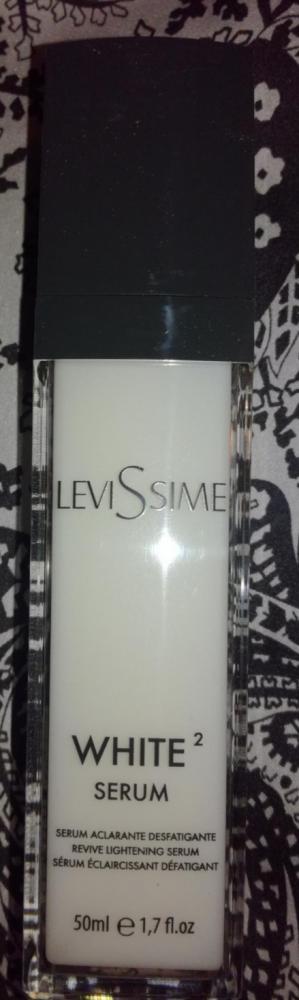 LEVISSIME
WHITE ²
SERUM
SERUM ACLARANTE DESFATIGANTE
REVIVE LIGHTENING SERUM
SÉRUM ÉCLAIRCISSANT DÉFATIGANT
50ml ℮ 1,7 fl.oz